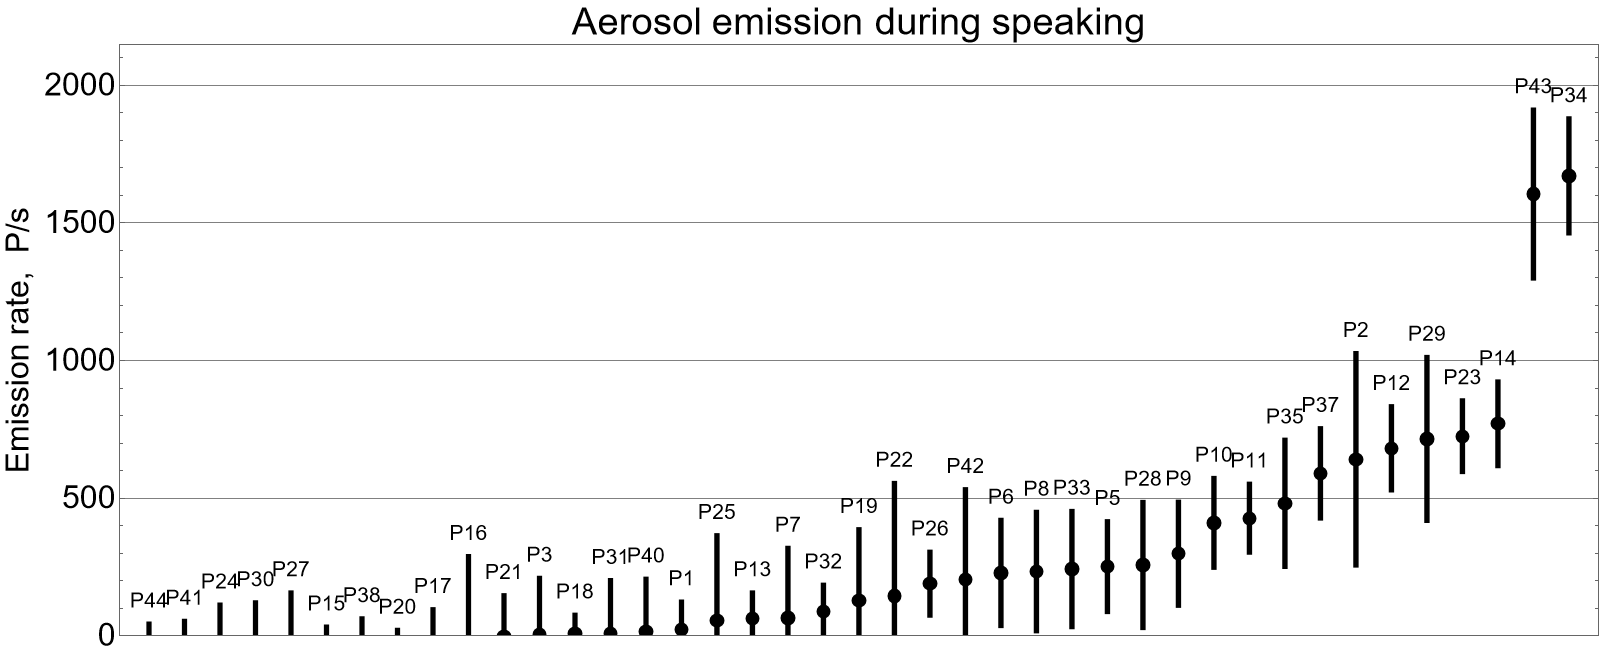 Aerosol emission during speaking
Emission rate, P/s
2000
1500
1000
500
0
P44
P41
P24
P30
P27
P15
P38
P20
P17
P16
P21
P3
P18
P31
P40
P1
P25
P13
P7
P32
P19
P22
P26
P42
P6
P8
P33
P5
P28
P9
P10
P11
P35
P37
P2
P12
P29
P23
P14
P43
P34